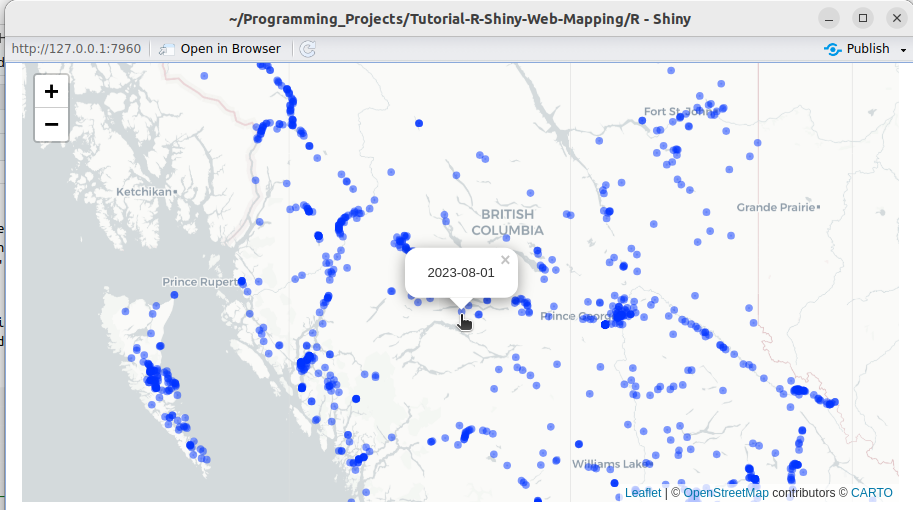 ~/Programming_Projects/Tutorial-R-Shiny-Web-Mapping/R - Shiny
http://127.0.0.1:7960
Open in Browser
Publish
+
−
Fort St. John
Ketchikan
Grande Prairie
BRITISH
COLUMBIA
2023-08-01
×
Prince Rupert
Prince George
Williams Lake
Leaflet | © OpenStreetMap contributors © CARTO